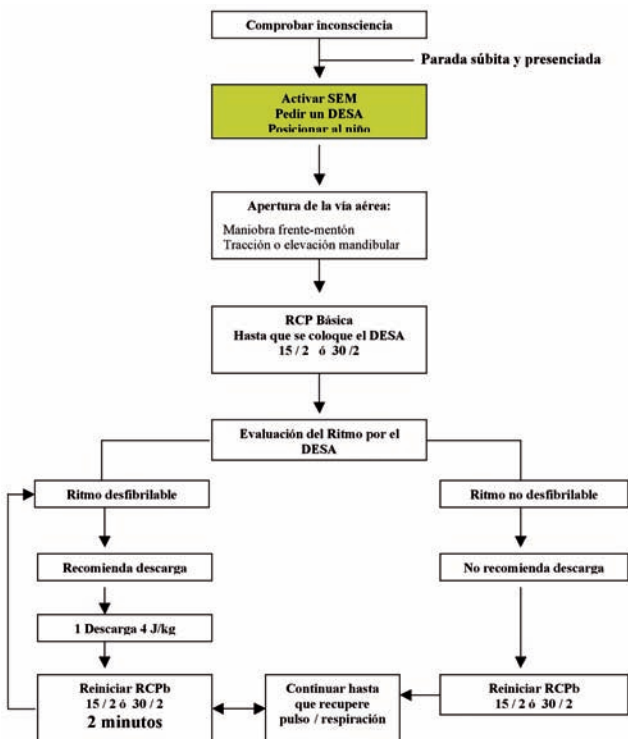 Comprobar inconsciencia
Parada súbita y presenciada
Activar SEM
Pedir un DESA
Posicionar al niño
Apertura de la vía aérea:
Maniobra frente-mentón
Tracción o elevación mandibular
RCP Básica
Hasta que se coloque el DESA
15 / 2 ó 30 /2
Evaluación del Ritmo por el
DESA
Ritmo desfibrilable
Ritmo no desfibrilable
Recomienda descarga
No recomienda descarga
1 Descarga 4 J/kg
Reiniciar RCPb
15 / 2 ó 30 / 2
2 minutos
Continuar hasta
que recupere
pulso / respiración
Reiniciar RCPb
15 / 2 ó 30 / 2